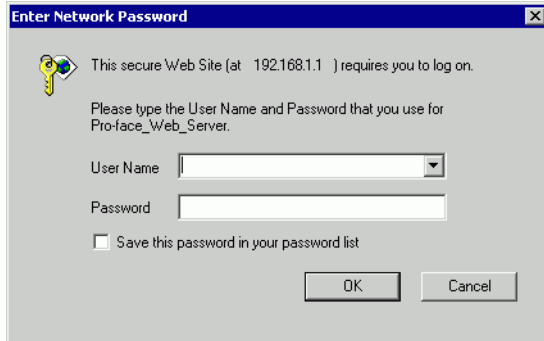 Enter Network Password
This secure Web Site (at 192.168.1.1 ) requires you to log on.
Please type the User Name and Password that you use for
Pro-face_Web_Server.
User Name
Password
Save this password in your password list
OK
Cancel